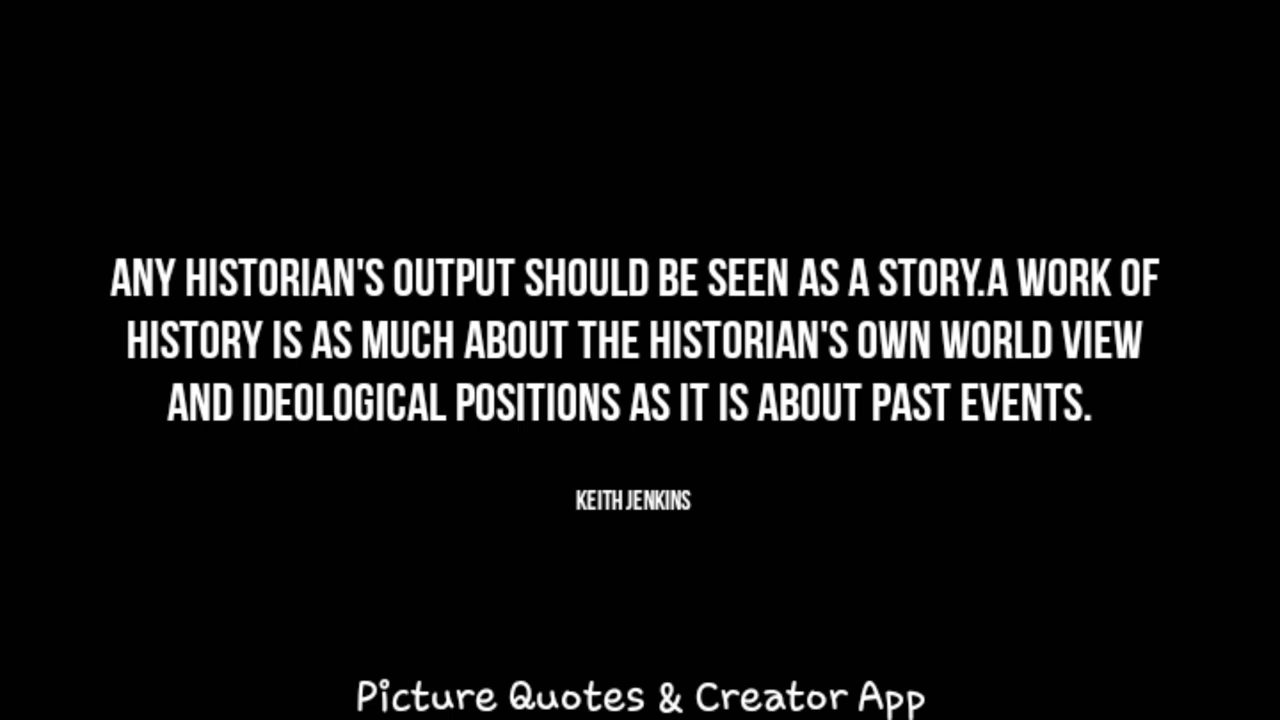 ANY HISTORIAN'S OUTPUT SHOULD BE SEEN AS A STORY.A WORK OF
HISTORY IS AS MUCH ABOUT THE HISTORIAN'S OWN WORLD VIEW
AND IDEOLOGICAL POSITIONS AS IT IS ABOUT PAST EVENTS.
KEITH JENKINS
Picture Quotes & Creator App